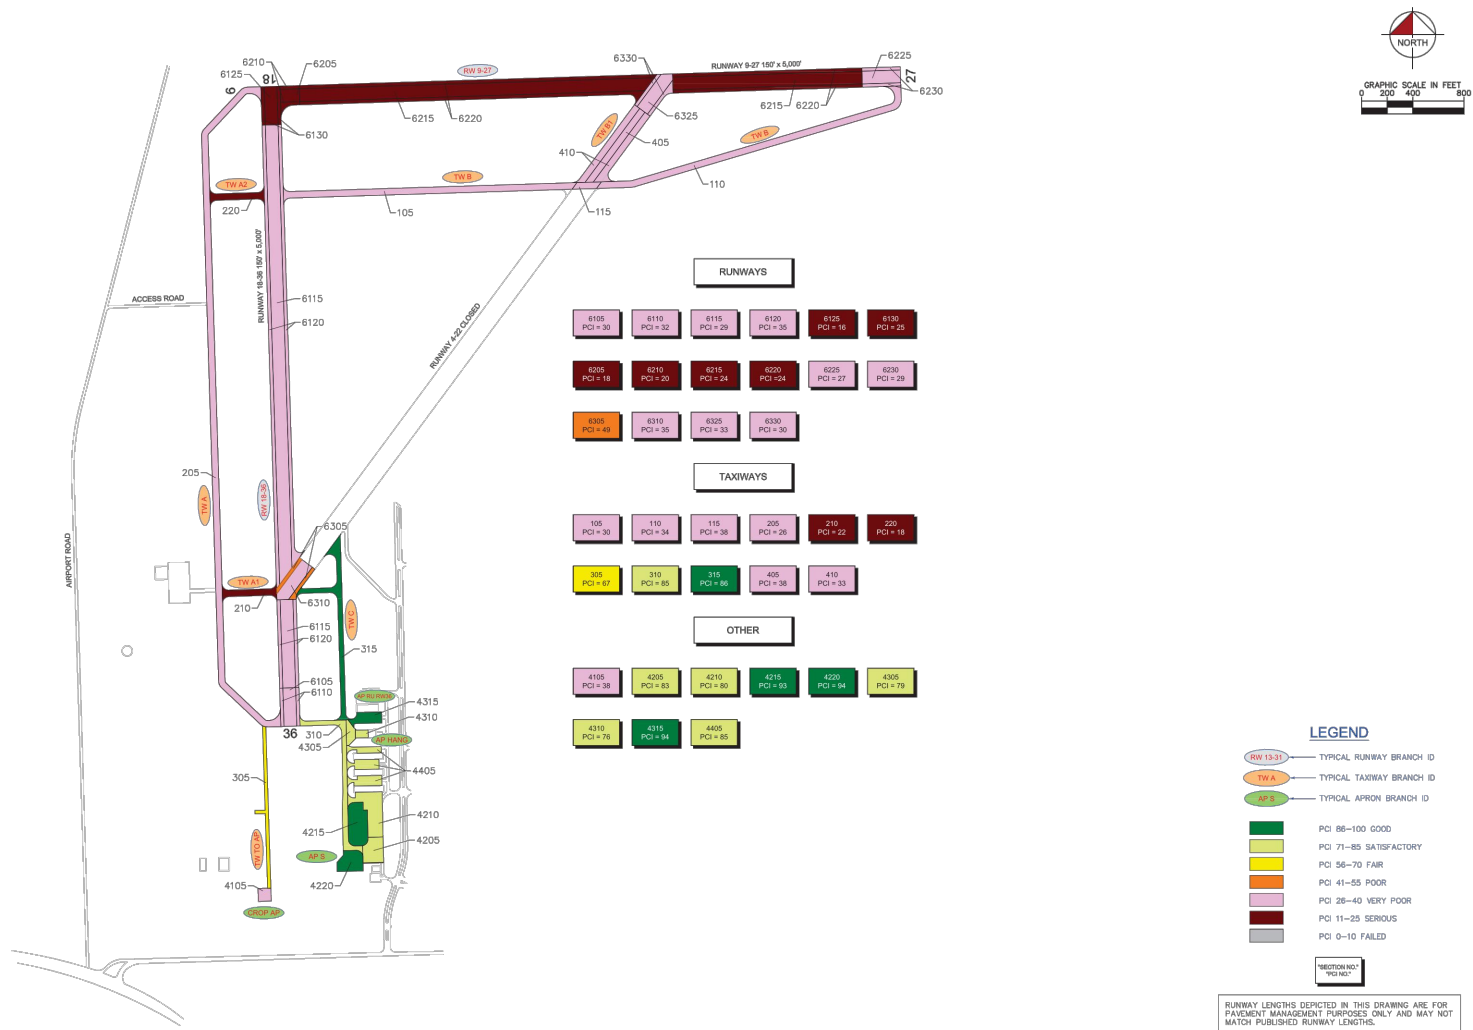 NORTH
GRAPHIC SCALE IN FEET
0 200 400 800
6225
6330
RUNWAY 9-27 150' x 5,000'
6210
6205
RW 9-27
6125
18
27
9
6230
6215
6220
6215
6220
6325
6130
TW B1
TW B
405
410
TW A2
TW B
110
220
105
115
RUNWAY 18-36 150' x 5,000'
RUNWAYS
ACCESS ROAD
6115
6120
RUNWAY 4-22 CLOSED
6105
PCI = 30
6110
PCI = 32
6115
PCI = 29
6120
PCI = 35
6125
PCI = 16
6130
PCI = 25
6205
PCI = 18
6210
PCI = 20
6215
PCI = 24
6220
PCI =24
6225
PCI = 27
6230
PCI = 29
6305
PCI = 49
6310
PCI = 35
6325
PCI = 33
6330
PCI = 30
TAXIWAYS
105
PCI = 30
110
PCI = 34
115
PCI = 38
205
PCI = 26
210
PCI = 22
220
PCI = 18
305
PCI = 67
310
PCI = 85
315
PCI = 86
405
PCI = 38
410
PCI = 33
OTHER
4105
PCI = 38
4205
PCI = 83
4210
PCI = 80
4215
PCI = 93
4220
PCI = 94
4305
PCI = 79
4310
PCI = 76
4315
PCI = 94
4405
PCI = 85
205
TW A
RW 18-36
6305
AIRPORT ROAD
TW A1
210
6310
TW C
6115
6120
315
6105
6110
AP RU RW36
4315
4310
36
310
4305
AP HANG
305
4405
4210
4215
4205
TW TO AP
AP S
4105
4220
CROP AP
LEGEND
RW 13-31 TYPICAL RUNWAY BRANCH ID
TW A TYPICAL TAXIWAY BRANCH ID
AP S TYPICAL APRON BRANCH ID
PCI 86-100 GOOD
PCI 71-85 SATISFACTORY
PCI 56-70 FAIR
PCI 41-55 POOR
PCI 26-40 VERY POOR
PCI 11-25 SERIOUS
PCI 0-10 FAILED
"SECTION NO."
"PCI NO."
RUNWAY LENGTHS DEPICTED IN THIS DRAWING ARE FOR
PAVEMENT MANAGEMENT PURPOSES ONLY AND MAY NOT
MATCH PUBLISHED RUNWAY LENGTHS.